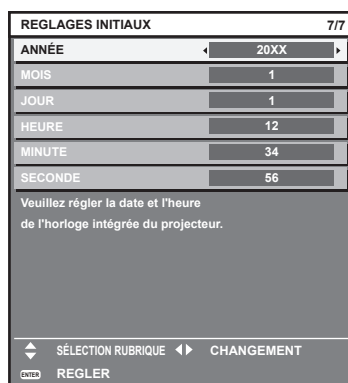 REGLAGES INITIAUX 7/7
ANNÉE 20XX
MOIS 1
JOUR 1
HEURE 12
MINUTE 34
SECONDE 56
Veuillez régler la date et l'heure
de l'horloge intégrée du projecteur.
SÉLECTION RUBRIQUE CHANGEMENT
ENTER REGLER